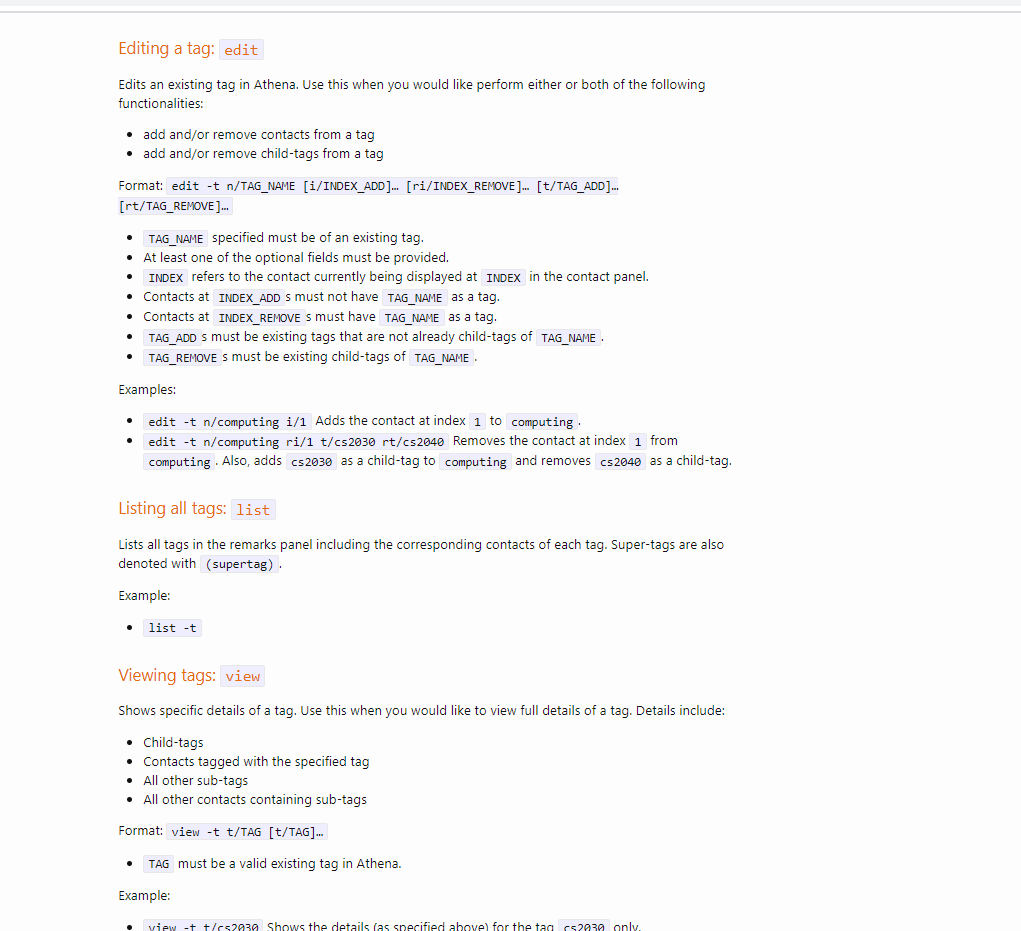 Editing a tag: edit
Edits an existing tag in Athena. Use this when you would like perform either or both of the following
functionalities:
• add and/or remove contacts from a tag
• add and/or remove child-tags from a tag
Format: edit -t n/TAG_NAME [i/INDEX_ADD]… [ri/INDEX_REMOVE]… [t/TAG_ADD]…
[rt/TAG_REMOVE]…
• TAG_NAME specified must be of an existing tag.
• At least one of the optional fields must be provided.
• INDEX refers to the contact currently being displayed at INDEX in the contact panel.
• Contacts at INDEX_ADD s must not have TAG_NAME as a tag.
• Contacts at INDEX_REMOVE s must have TAG_NAME as a tag.
• TAG_ADD s must be existing tags that are not already child-tags of TAG_NAME .
• TAG_REMOVE s must be existing child-tags of TAG_NAME .
Examples:
• edit -t n/computing i/1 Adds the contact at index 1 to computing .
• edit -t n/computing ri/1 t/cs2030 rt/cs2040 Removes the contact at index 1 from
computing . Also, adds cs2030 as a child-tag to computing and removes cs2040 as a child-tag.
Listing all tags: list
Lists all tags in the remarks panel including the corresponding contacts of each tag. Super-tags are also
denoted with (supertag) .
Example:
• list -t
Viewing tags: view
Shows specific details of a tag. Use this when you would like to view full details of a tag. Details include:
• Child-tags
• Contacts tagged with the specified tag
• All other sub-tags
• All other contacts containing sub-tags
Format: view -t t/TAG [t/TAG]…
• TAG must be a valid existing tag in Athena.
Example:
• view -t t/cs2030 Shows the details (as specified above) for the tag cs2030 only.